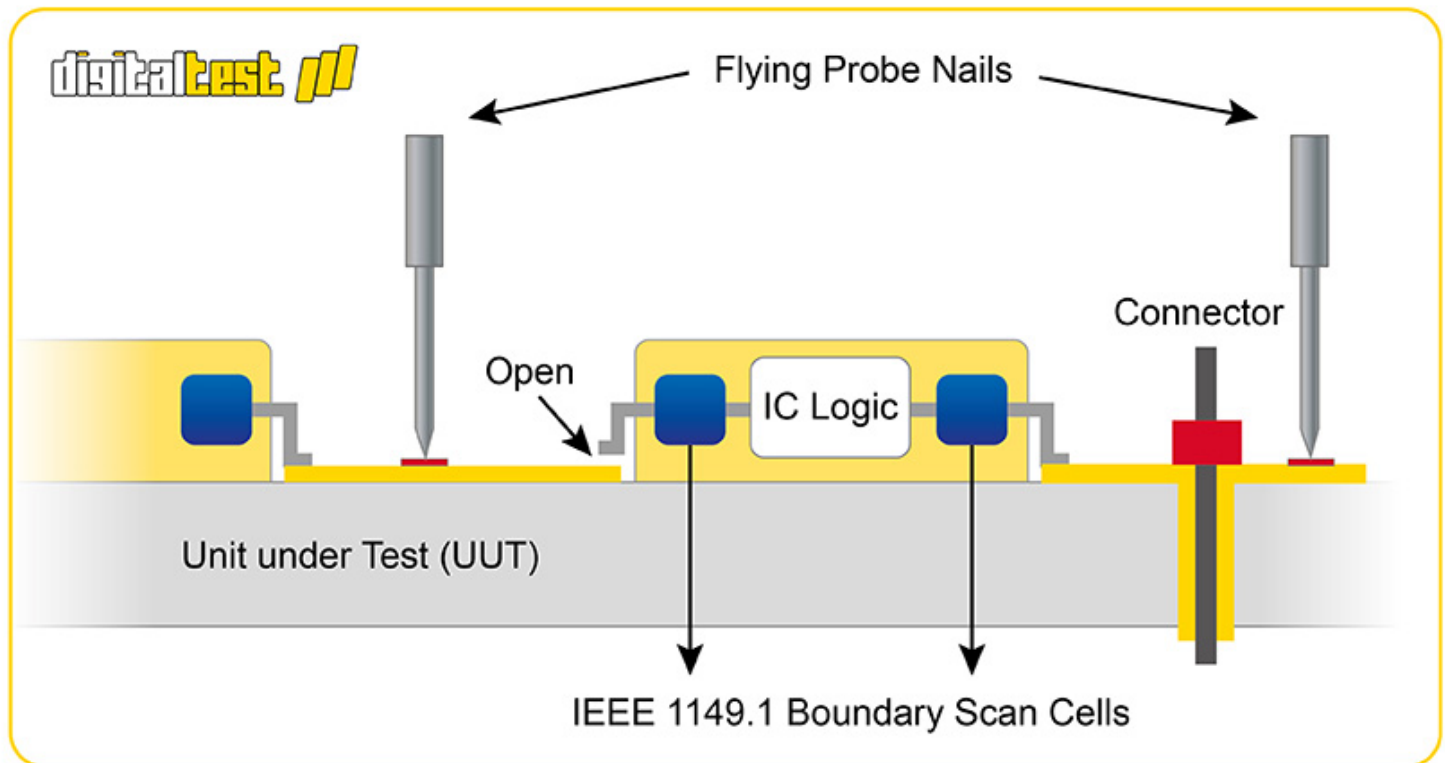 digitaltest
Flying Probe Nails
Connector
Open
IC Logic
Unit under Test (UUT)
IEEE 1149.1 Boundary Scan Cells